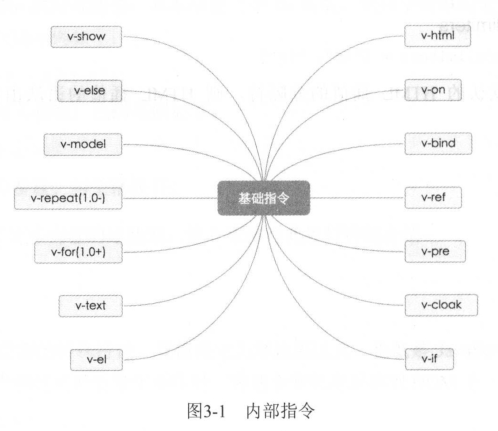 v-show
v-html
v-else
v-on
v-model
v-bind
v-repeat(1.0-)
基础指令
v-ref
v-for(1.0+)
v-pre
v-text
v-cloak
v-el
v-if
图3-1 内部指令